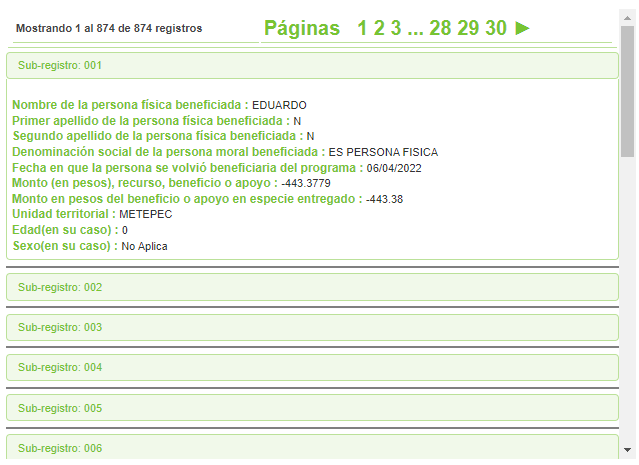 Mostrando 1 al 874 de 874 registros
Páginas 1 2 3 ... 28 29 30 ►
Sub-registro: 001
Nombre de la persona física beneficiada : EDUARDO
Primer apellido de la persona física beneficiada : N
Segundo apellido de la persona física beneficiada : N
Denominación social de la persona moral beneficiada : ES PERSONA FISICA
Fecha en que la persona se volvió beneficiaria del programa : 06/04/2022
Monto (en pesos), recurso, beneficio o apoyo : -443.3779
Monto en pesos del beneficio o apoyo en especie entregado : -443.38
Unidad territorial : METEPEC
Edad(en su caso) : 0
Sexo(en su caso) : No Aplica
Sub-registro: 002
Sub-registro: 003
Sub-registro: 004
Sub-registro: 005
Sub-registro: 006